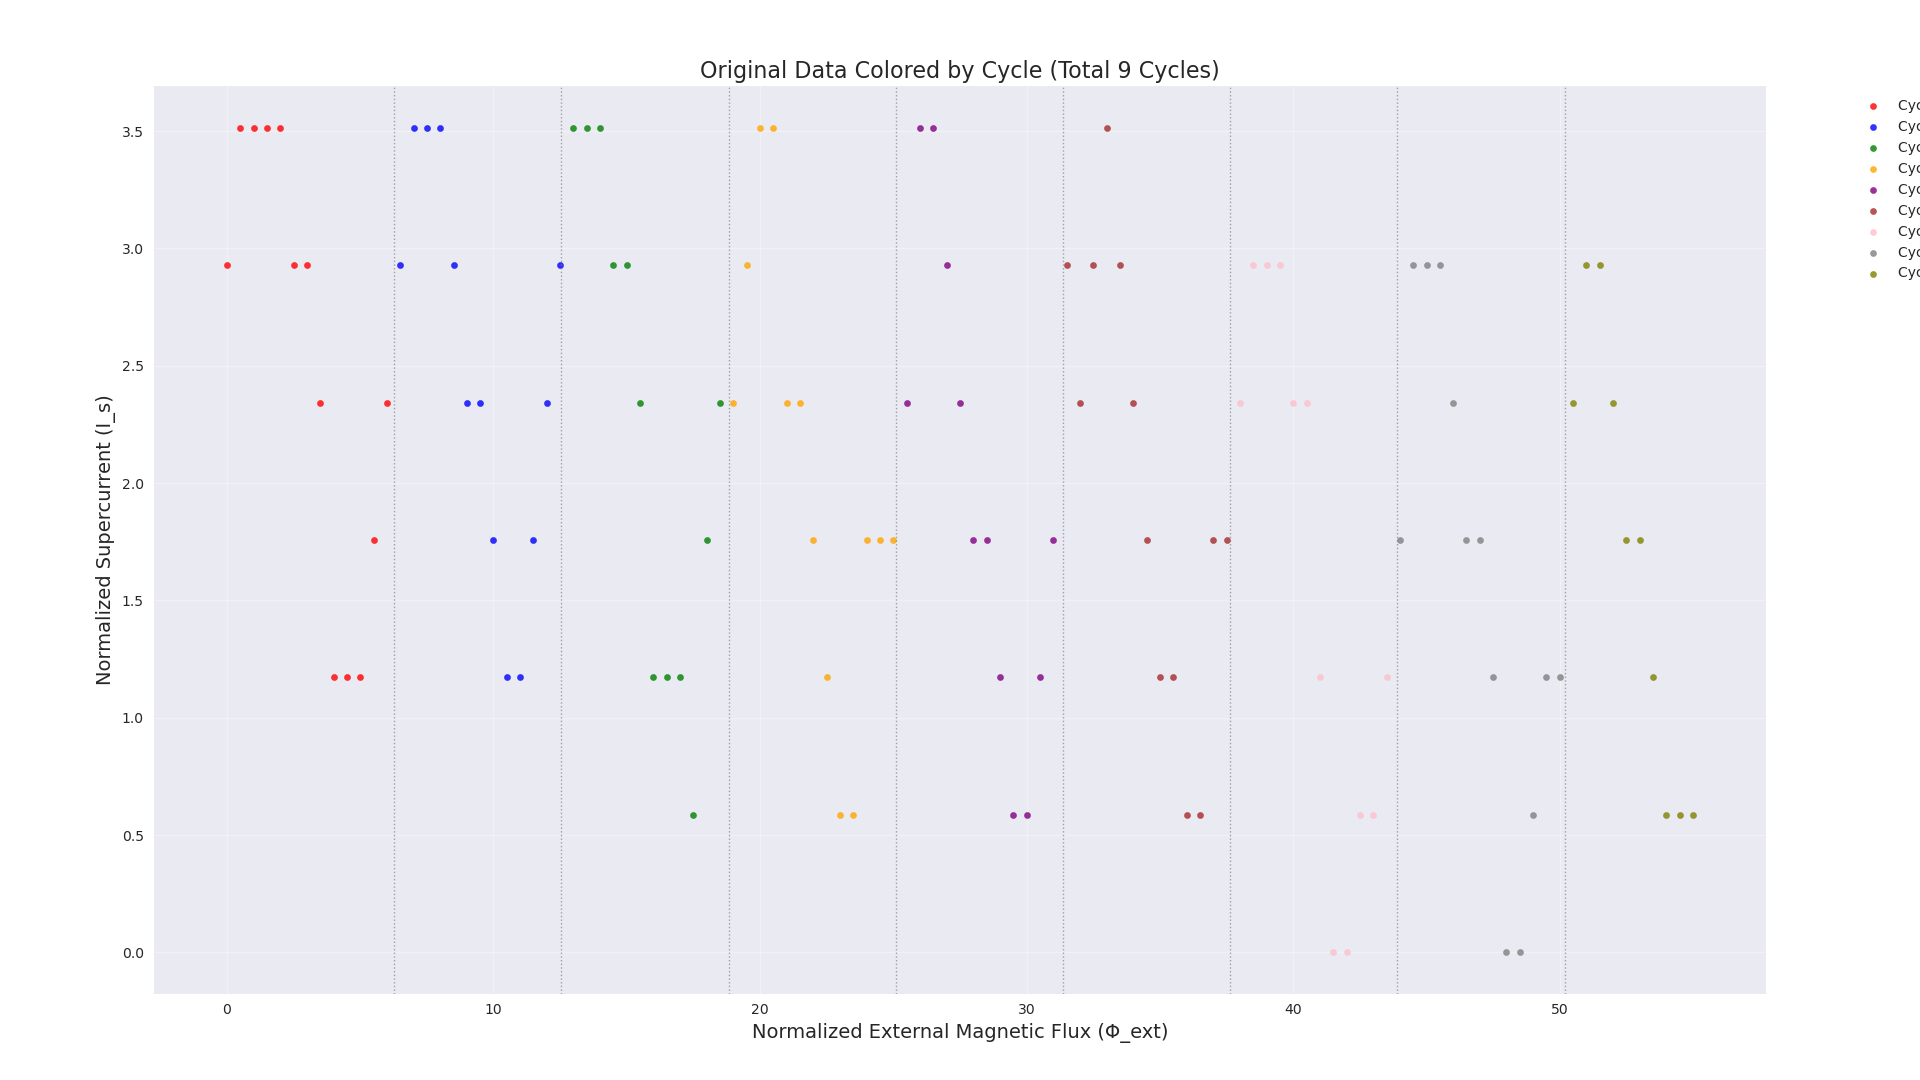 Original Data Colored by Cycle (Total 9 Cycles)
Normalized Supercurrent (I_s)
3.5
3.0
2.5
2.0
1.5
1.0
0.5
0.0
0
10
20
30
40
50
Normalized External Magnetic Flux (Φ_ext)
Cyc
Cyc
Cyc
Cyc
Cyc
Cyc
Cyc
Cyc
Cyc